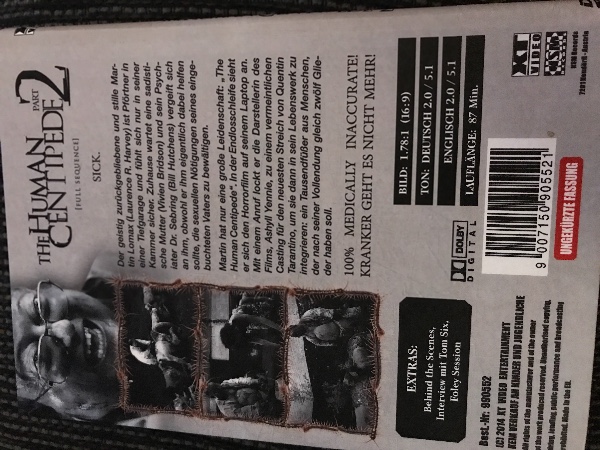 THE HUMAN
CENTIPEDE PART 2
[FULL SEQUENCE]
SICK.
Der geistig zurückgebliebene und stille Mar-
tin Lomax (Laurence R. Harvey) ist Pförtner in
einer Tiefgarage und fühlt sich nur in seiner
Kammer sicher. Zuhause wartet eine sadisti-
sche Mutter (Vivien Bridson) und sein Psych-
iater Dr. Sebring (Bill Hutchens) vergeift sich
an ihm, obwohl er ihm eigentlich dabei helfen
sollte, die sexuellen Nötigungen seines einge-
buchteten Vaters zu bewältigen.
Martin hat nur eine große Leidenschaft: „The
Human Centipede“. In der Endlosschleife sieht
er sich den Horrorfilm auf seinem Laptop an.
Mit einem Anruf lockt er die Darstellerin des
Films, Ashlyll Yennie, zu einem vermeintlichen
Casting für den neuesten Streich von Quentin
Tarantino, um sie dann in sein Lebenswerk zu
integrieren: ein Tausendfüßer aus Menschen,
der nach seiner Vollendung gleich zwölf Glie-
der haben soll.
100% MEDICALLY INACCURATE!
KRANKER GEHT ES NICHT MEHR!
EXTRAS:
Behind the Scenes,
Interview mit Tom Six,
Foley Session
BILD: 1.78:1 (16:9)
TON: DEUTSCH 2.0 / 5.1
ENGLISCH 2.0 / 5.1
LAUFLÄNGE: 87 Min.
DOLBY
DIGITAL
XT
VIDEO
9 007150 905521
UNGEKÜRZTE FASSUNG
Best.-Nr. 990552
(C) 2014 XT VIDEO ENTERTAINMENT
KEIN VERKAUF AN KINDER UND JUGENDLICHE